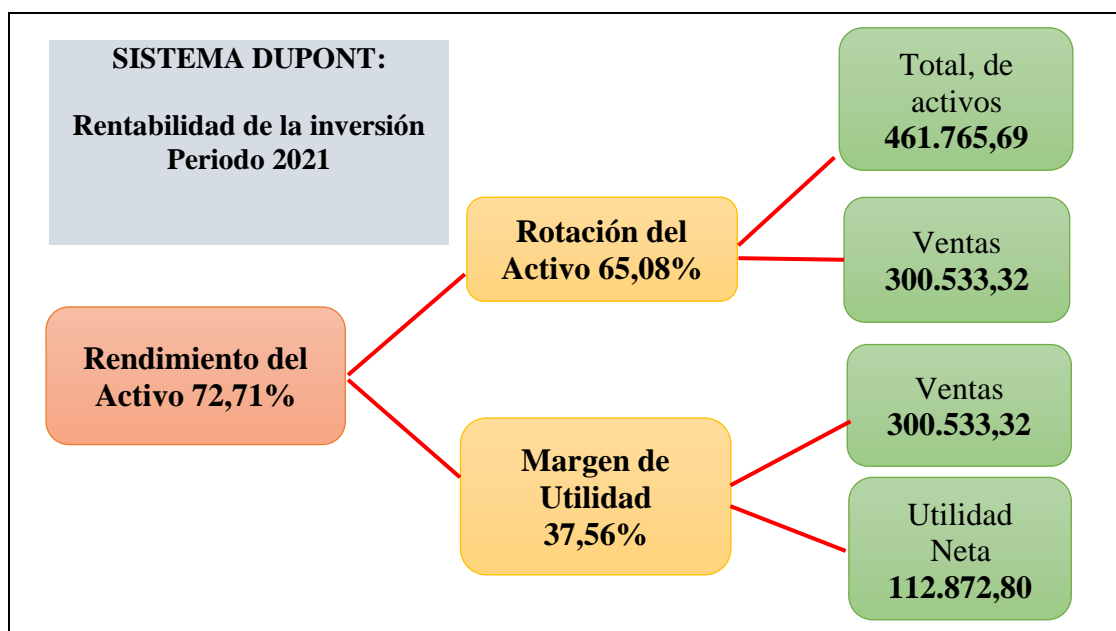 SISTEMA DUPONT:
Rentabilidad de la inversión
Periodo 2021
Rendimiento del
Activo 72,71%
Rotación del
Activo 65,08%
Margen de
Utilidad
37,56%
Total, de
activos
461.765,69
Ventas
300.533,32
Ventas
300.533,32
Utilidad
Neta
112.872,80